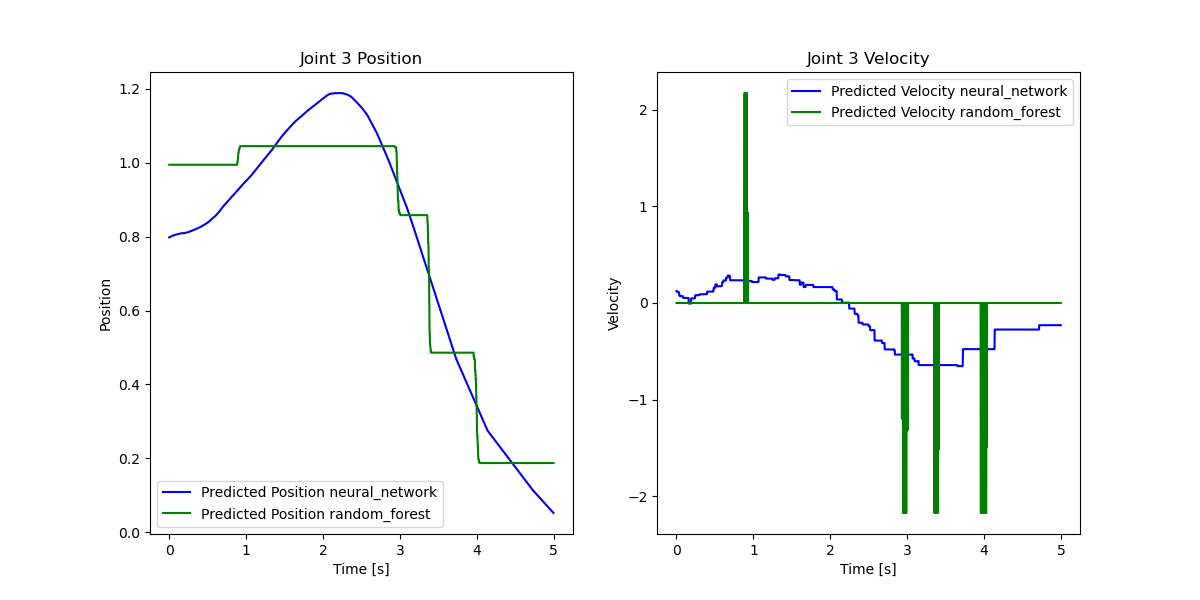 Joint 3 Position
Position
1.2
1.0
0.8
0.6
0.4
0.2
0.0
Predicted Position neural_network
Predicted Position random_forest
0 1 2 3 4 5
Time [s]
Joint 3 Velocity
Velocity
2
1
0
−1
−2
Predicted Velocity neural_network
Predicted Velocity random_forest
0 1 2 3 4 5
Time [s]